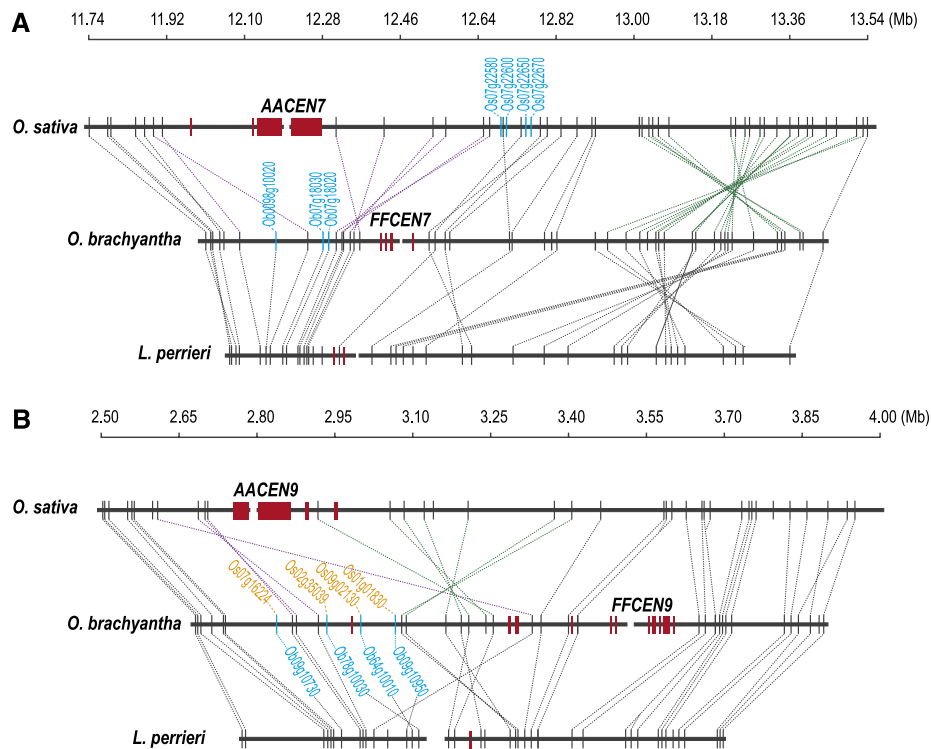 A
11.74 11.92 12.10 12.28 12.46 12.64 12.82 13.00 13.18 13.36 13.54 (Mb)
Os07g22580
Os07g22600
Os07g22650
Os07g22670
AACEN7
O. sativa
Ob0098g10020
Ob07g18030
Ob07g18020
FFCEN7
O. brachyantha
L. perrieri
B
2.50 2.65 2.80 2.95 3.10 3.25 3.40 3.55 3.70 3.85 4.00 (Mb)
AACEN9
O. sativa
Os07g16224
Os02g35039
Os09g02130
Os01g01830
FFCEN9
O. brachyantha
Ob09g10730
Ob78g10030
Ob64g10010
Ob09g10950
L. perrieri